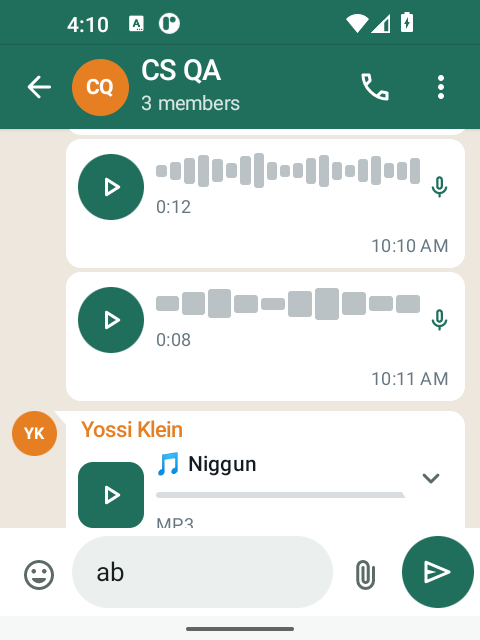 4:10
CQ
CS QA
3 members
0:12
10:10 AM
0:08
10:11 AM
YK
Yossi Klein
🎵 Niggun
MP3
ab